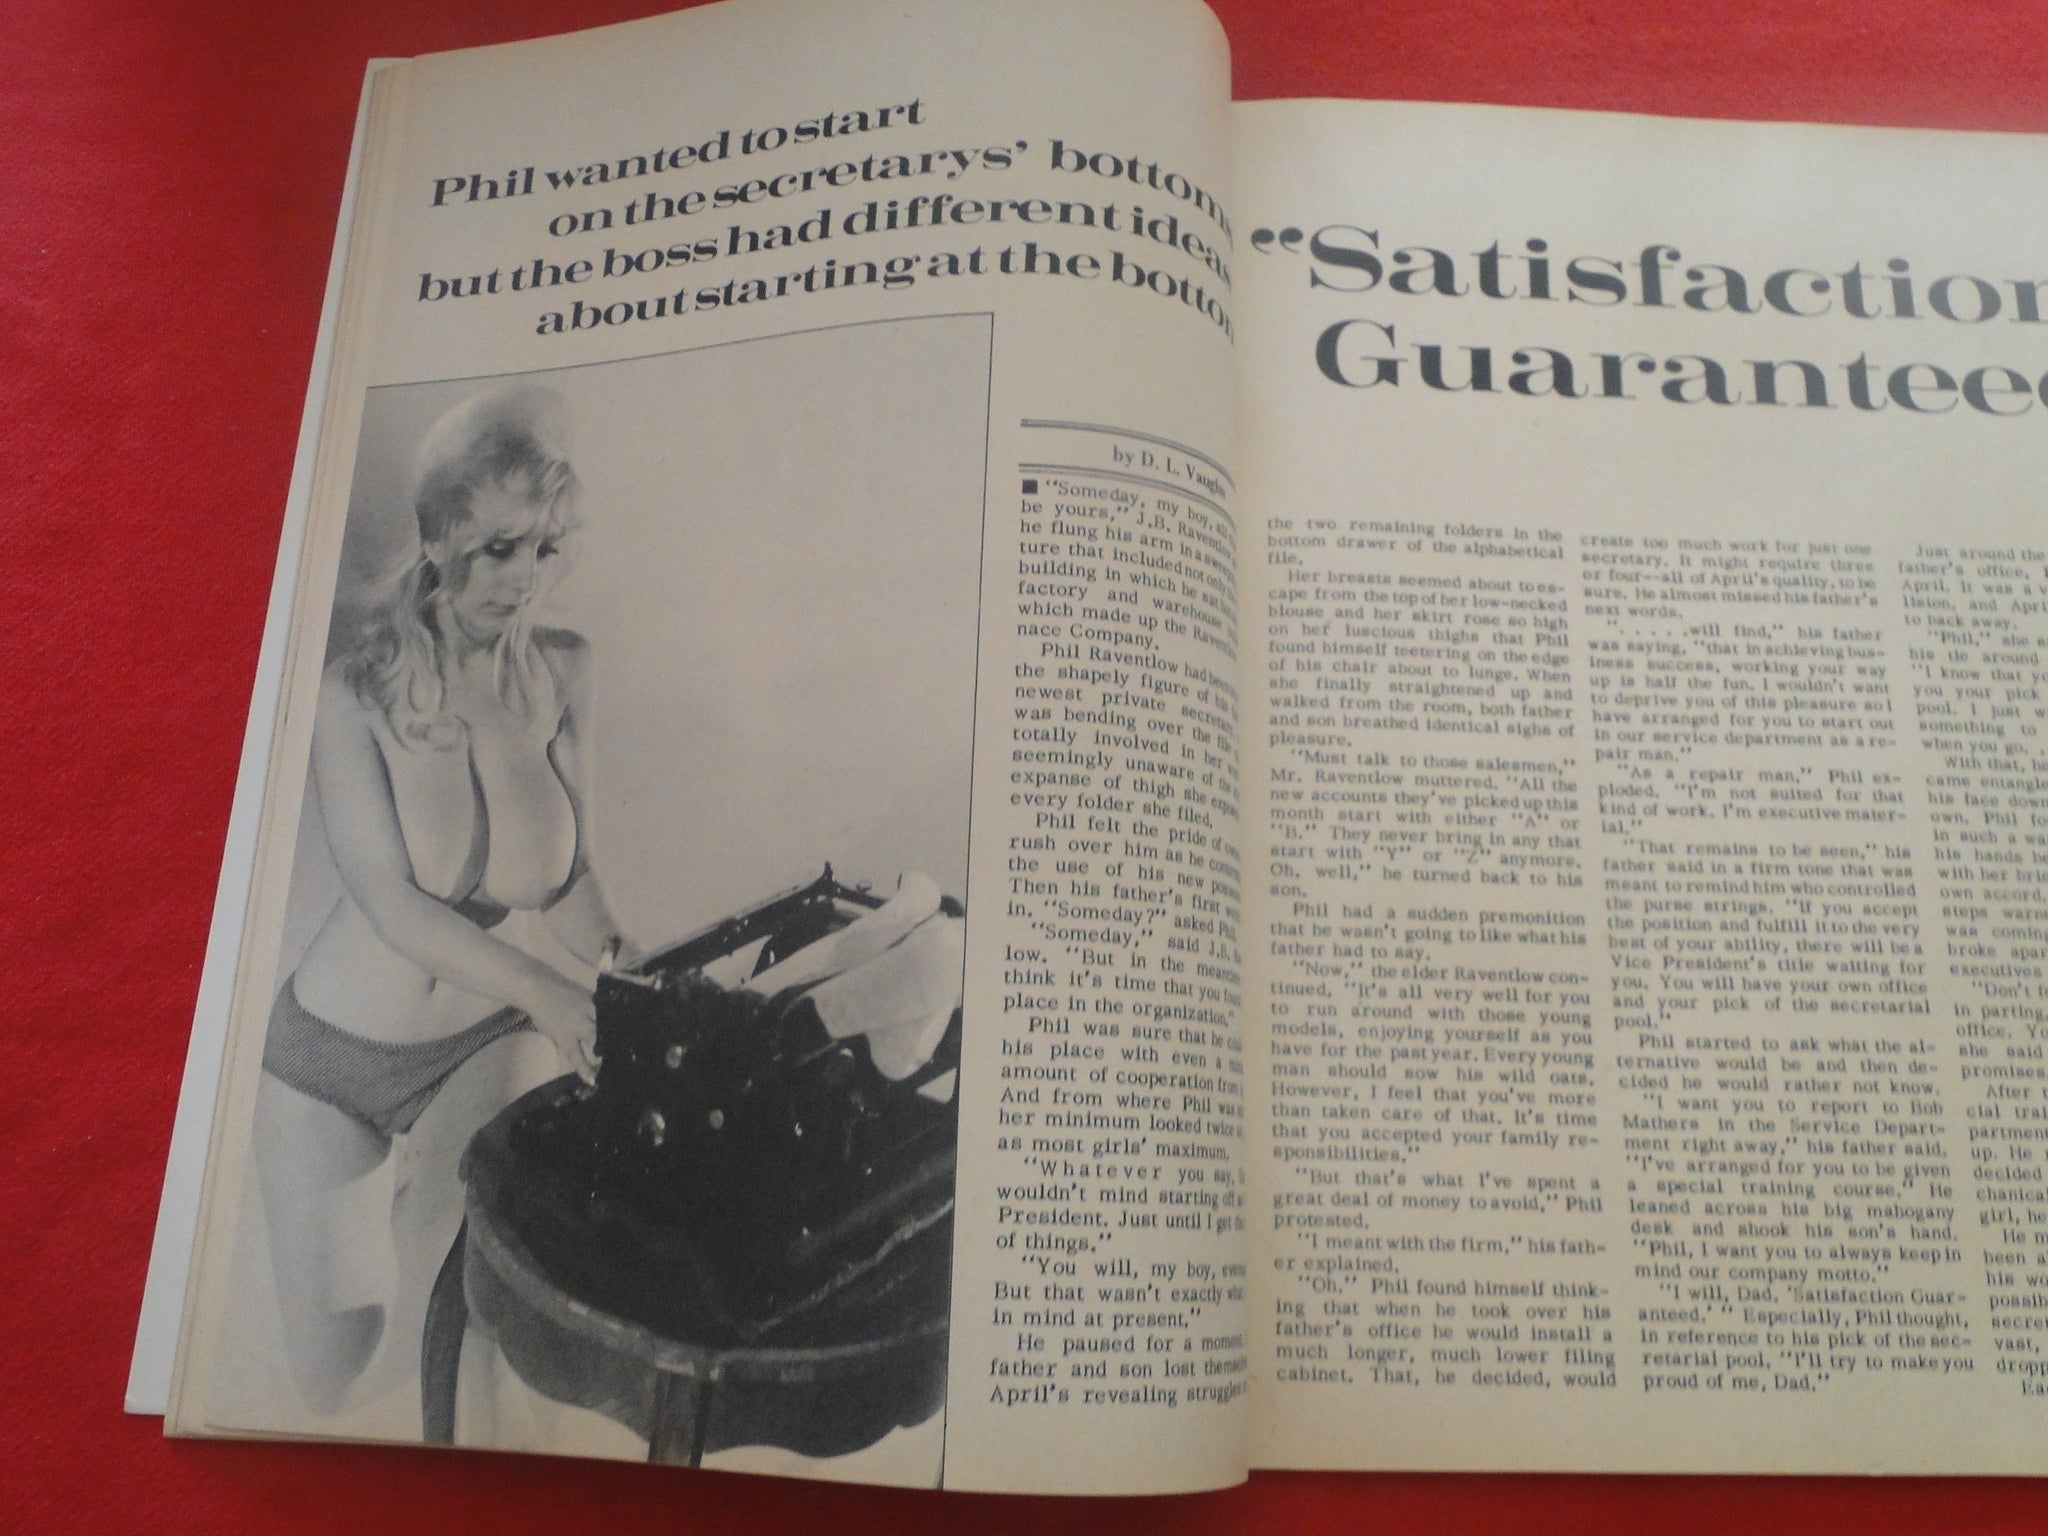 Phil wanted to start
on the secretarys' bottoms
but the boss had different ideas
about starting at the bottom
by D. L. Vaughn
■ "Someday, my boy, all
be yours," J.B. Raventlow
he flung his arm in a sweeping
ture that included not only the
building in which he sat but
factory and warehouse
which made up the Raventlow
nace Company.
Phil Raventlow had been
the shapely figure of his
newest private secretary.
was bending over the file
totally involved in her
seemingly unaware of the
expanse of thigh she exposed
every folder she filed.
Phil felt the pride of
rush over him as he
the use of his new
Then his father's first
in. "Someday?" asked Phil.
"Someday," said J.B.
low. "But in the meantime
think it's time that you found
place in the organization."
Phil was sure that he could
his place with even a
amount of cooperation from
And from where Phil was
her minimum looked twice as
as most girls' maximum.
"Whatever you say,
wouldn't mind starting off
President. Just until I get the
of things."
"You will, my boy,
But that wasn't exactly what
in mind at present."
He paused for a moment
father and son lost
April's revealing struggles
"Satisfaction
Guaranteed
the two remaining folders in the
bottom drawer of the alphabetical
file.
Her breasts seemed about to es-
cape from the top of her low-necked
blouse and her skirt rose so high
on her luscious thighs that Phil
found himself teetering on the edge
of his chair about to lunge. When
she finally straightened up and
walked from the room, both father
and son breathed identical sighs of
pleasure.
"Must talk to those salesmen,"
Mr. Raventlow muttered. "All the
new accounts they've picked up this
month start with either "A" or
"B." They never bring in any that
start with "Y" or "Z" anymore.
Oh, well," he turned back to his
son.
Phil had a sudden premonition
that he wasn't going to like what his
father had to say.
"Now," the elder Raventlow con-
tinued, "It's all very well for you
to run around with those young
models, enjoying yourself as you
have for the past year. Every young
man should sow his wild oats.
However, I feel that you've more
than taken care of that. It's time
that you accepted your family re-
sponsibilities."
"But that's what I've spent a
great deal of money to avoid," Phil
protested.
"I meant with the firm," his fath-
er explained.
"Oh." Phil found himself think-
ing that when he took over his
father's office he would install a
much longer, much lower filing
cabinet. That, he decided, would
create too much work for just one
secretary. It might require three
or four--all of April's quality, to be
sure. He almost missed his father's
next words.
". . . . .will find," his father
was saying, "that in achieving bus-
iness success, working your way
up is half the fun. I wouldn't want
to deprive you of this pleasure so I
have arranged for you to start out
in our service department as a re-
pair man."
"As a repair man," Phil ex-
ploded. "I'm not suited for that
kind of work. I'm executive mater-
ial."
"That remains to be seen," his
father said in a firm tone that was
meant to remind him who controlled
the purse strings. "If you accept
the position and fulfill it to the very
best of your ability, there will be a
Vice President's title waiting for
you. You will have your own office
and your pick of the secretarial
pool."
Phil started to ask what the al-
ternative would be and then de-
cided he would rather not know.
"I want you to report to Bob
Mathers in the Service Depart-
ment right away," his father said.
"I've arranged for you to be given
a special training course." He
leaned across his big mahogany
desk and shook his son's hand.
"Phil, I want you to always keep in
mind our company motto."
"I will, Dad. 'Satisfaction Guar-
anteed.' " Especially, Phil thought,
in reference to his pick of the sec-
retarial pool, "I'll try to make you
proud of me, Dad."
Just around the
father's office,
April. It was a
lision, and April
to back away.
"Phil," she
his tie around
"I know that
you your pick
pool. I just
something to
when you go. .
With that, he
came entangle
his face down
own. Phil
in such a
his hands
with her
own accord.
steps
was coming
broke apar
executives
"Don't
in parting.
office.
she said
promises.
After
cial trai
partment
up. He
decided
chanical
girl, he
He
been a
his
possib
secre
vast,
dropp